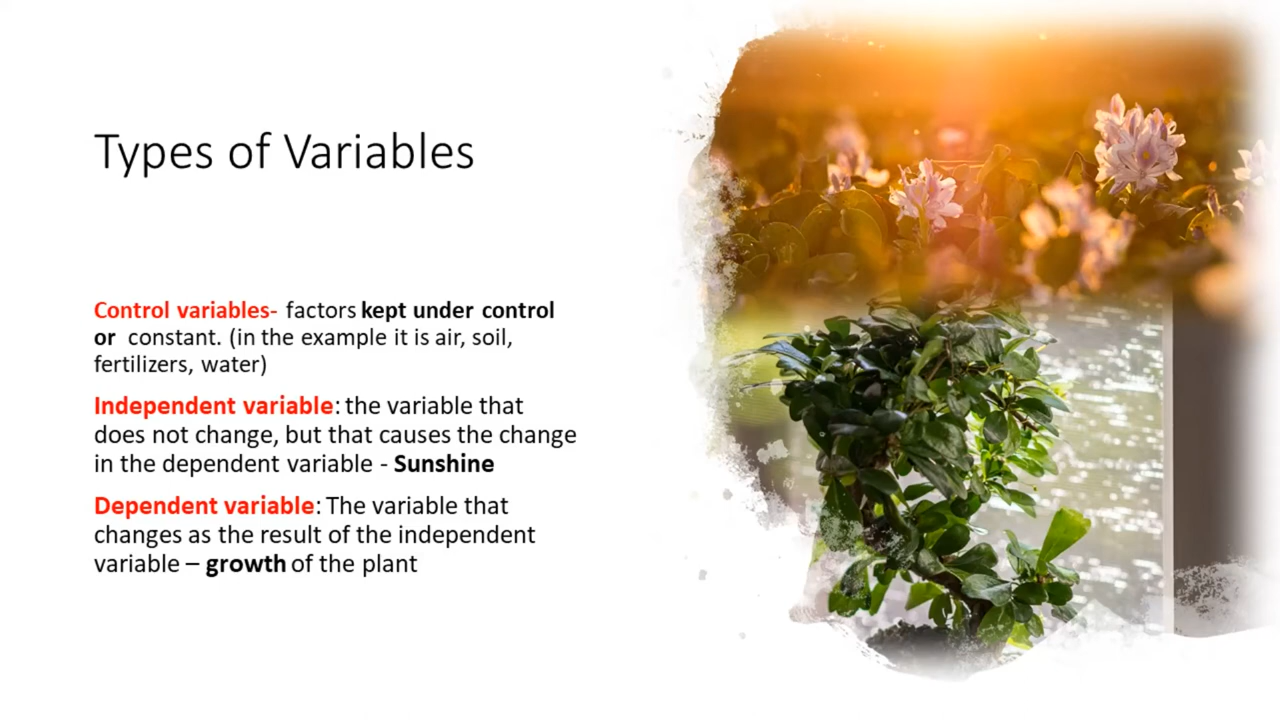 Types of Variables
Control variables- factors kept under control
or constant. (in the example it is air, soil,
fertilizers, water)
Independent variable: the variable that
does not change, but that causes the change
in the dependent variable - Sunshine
Dependent variable: The variable that
changes as the result of the independent
variable – growth of the plant